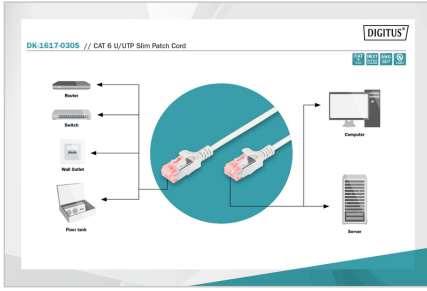 DIGITUS®
DK-1617-030S // CAT 6 U/UTP Slim Patch Cord
Router
Switch
Wall Outlet
Floor tank
Computer
Server